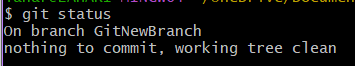 $ git status
On branch GitNewBranch
nothing to commit, working tree clean